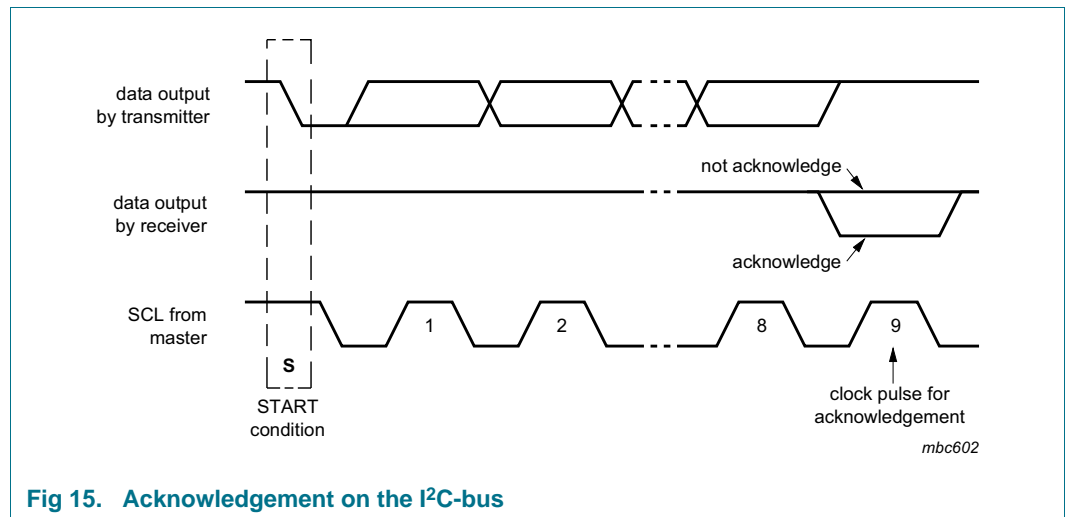 data output
by transmitter
not acknowledge
data output
by receiver
acknowledge
SCL from
master
1
2
8
9
S
START
condition
clock pulse for
acknowledgement
mbc602
Fig 15. Acknowledgement on the I²C-bus